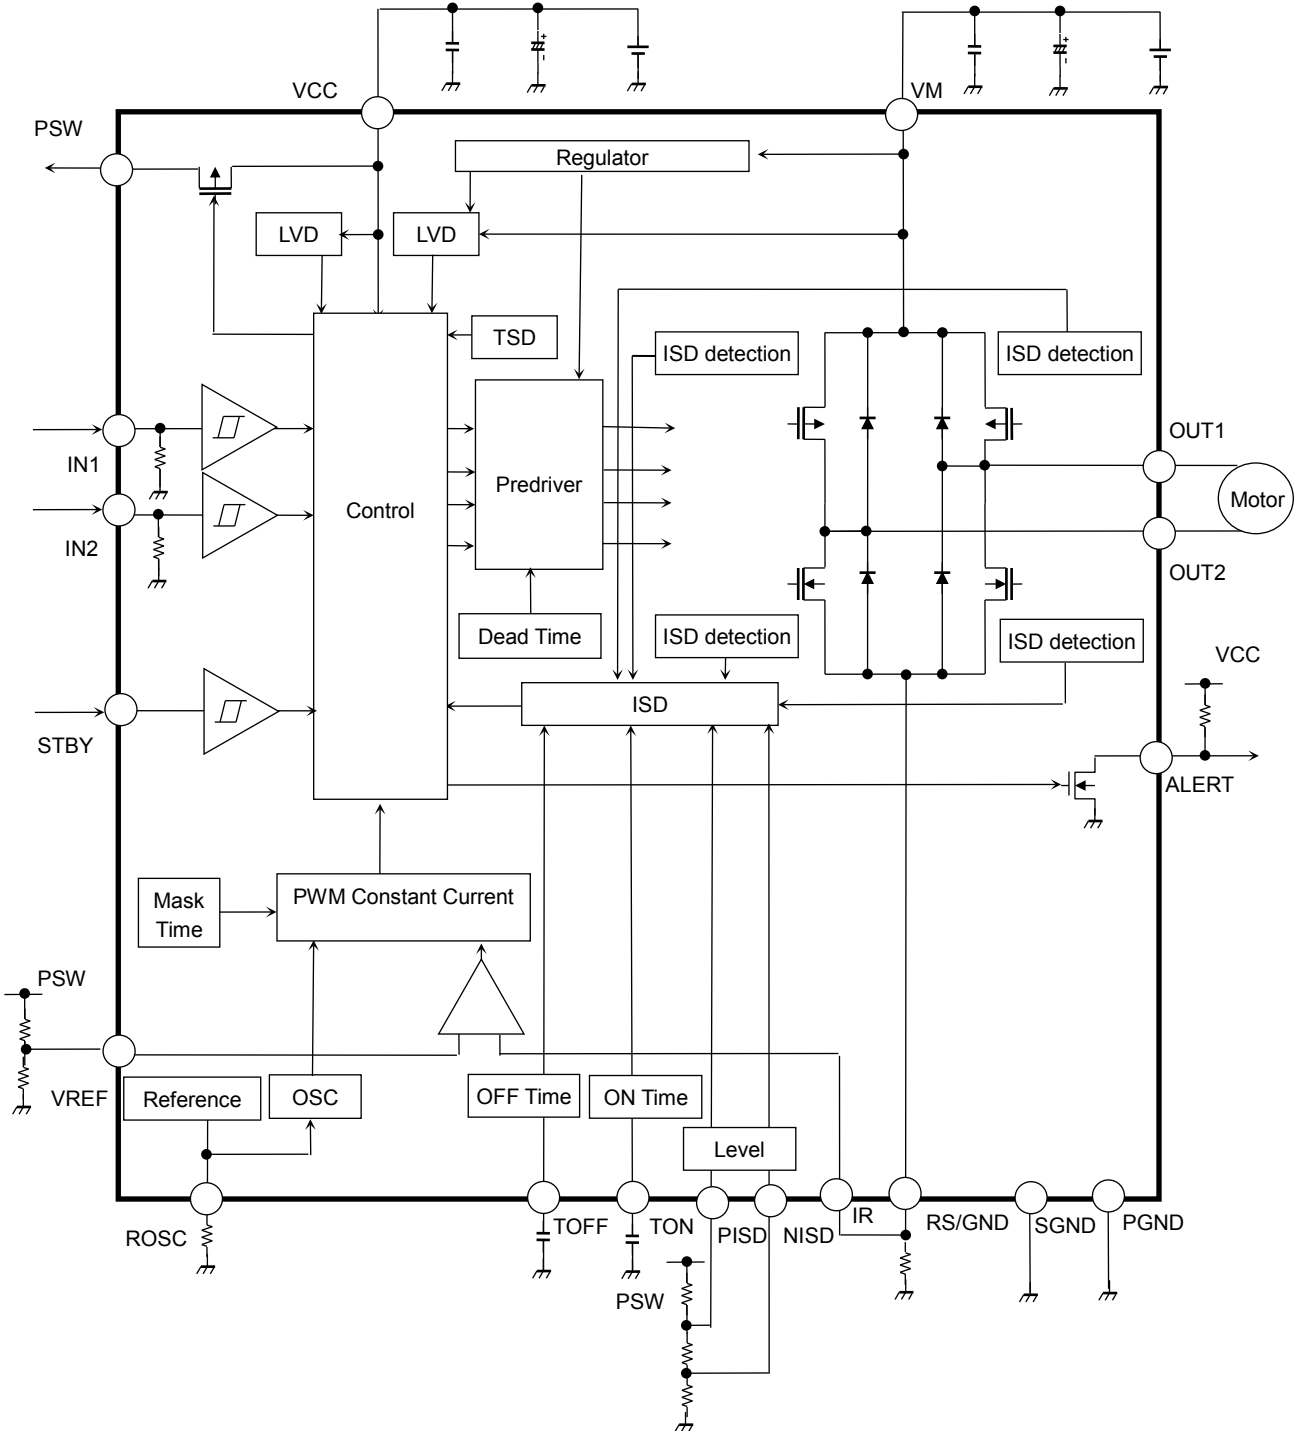 VCC
VM
PSW
Regulator
LVD
LVD
TSD
ISD detection
ISD detection
OUT1
IN1
Motor
Predriver
Control
IN2
OUT2
Dead Time
ISD detection
ISD detection
VCC
ISD
STBY
ALERT
PWM Constant Current
Mask
Time
PSW
VREF
Reference
OSC
OFF Time
ON Time
Level
ROSC
TOFF
TON
PISD
NISD
IR
RS/GND
SGND
PGND
PSW